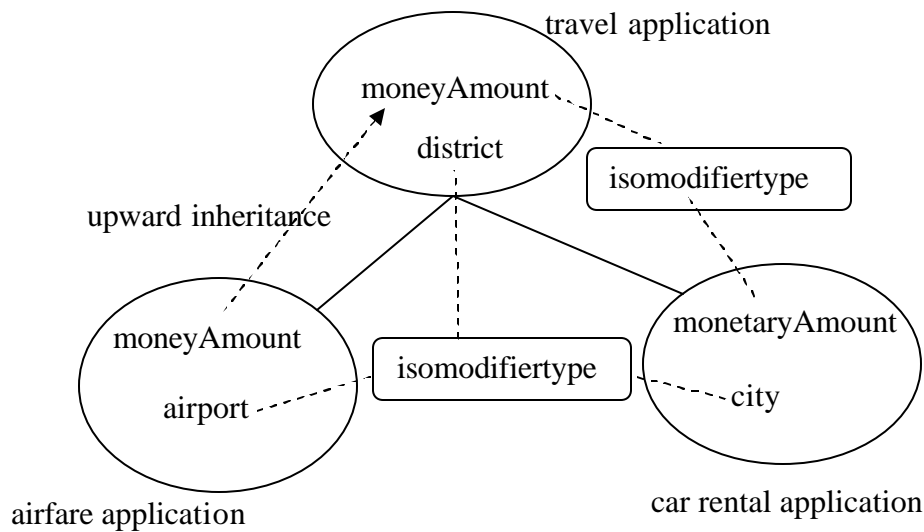 travel application
moneyAmount
district
isomodifiertype
upward inheritance
moneyAmount
monetaryAmount
isomodifiertype
airport
city
airfare application
car rental application